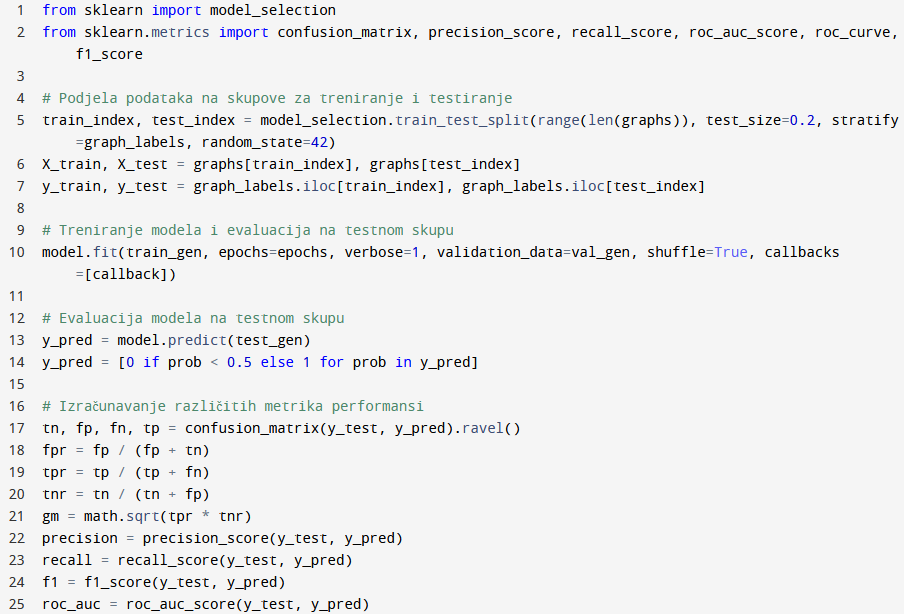 1 from sklearn import model_selection
2 from sklearn.metrics import confusion_matrix, precision_score, recall_score, roc_auc_score, roc_curve,
f1_score
3
4 # Podjela podataka na skupove za treniranje i testiranje
5 train_index, test_index = model_selection.train_test_split(range(len(graphs)), test_size=0.2, stratify
=graph_labels, random_state=42)
6 X_train, X_test = graphs[train_index], graphs[test_index]
7 y_train, y_test = graph_labels.iloc[train_index], graph_labels.iloc[test_index]
8
9 # Treniranje modela i evaluacija na testnom skupu
10 model.fit(train_gen, epochs=epochs, verbose=1, validation_data=val_gen, shuffle=True, callbacks
=[callback])
11
12 # Evaluacija modela na testnom skupu
13 y_pred = model.predict(test_gen)
14 y_pred = [0 if prob < 0.5 else 1 for prob in y_pred]
15
16 # Izračunavanje različitih metrika performansi
17 tn, fp, fn, tp = confusion_matrix(y_test, y_pred).ravel()
18 fpr = fp / (fp + tn)
19 tpr = tp / (tp + fn)
20 tnr = tn / (tn + fp)
21 gm = math.sqrt(tpr * tnr)
22 precision = precision_score(y_test, y_pred)
23 recall = recall_score(y_test, y_pred)
24 f1 = f1_score(y_test, y_pred)
25 roc_auc = roc_auc_score(y_test, y_pred)